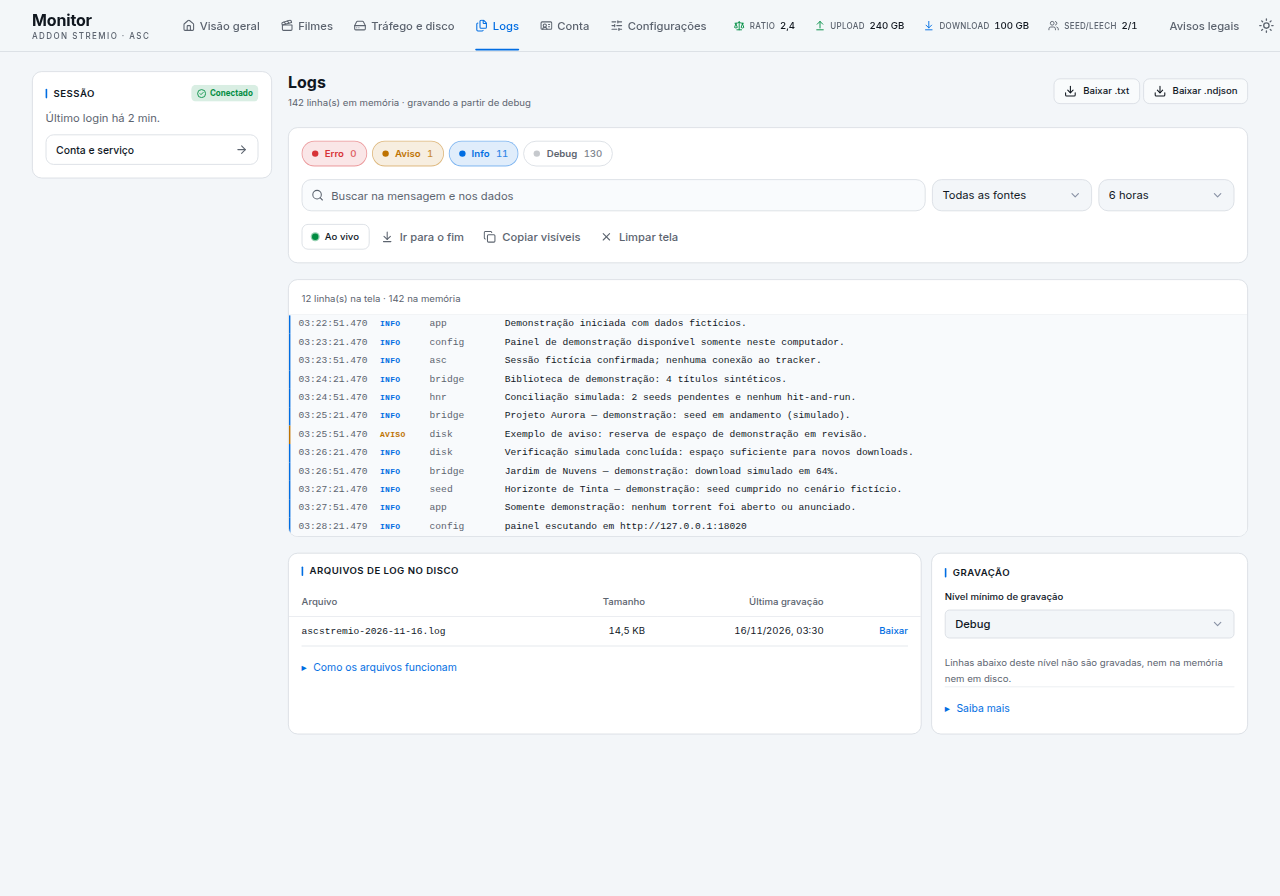 Monitor
ADDON STREMIO · ASC
Visão geral
Filmes
Tráfego e disco
Logs
Conta
Configurações
RATIO 2,4
UPLOAD 240 GB
DOWNLOAD 100 GB
SEED/LEECH 2/1
Avisos legais
SESSÃO
Conectado
Último login há 2 min.
Conta e serviço
Logs
142 linha(s) em memória · gravando a partir de debug
Baixar .txt
Baixar .ndjson
Erro 0
Aviso 1
Info 11
Debug 130
Buscar na mensagem e nos dados
Todas as fontes
6 horas
Ao vivo
Ir para o fim
Copiar visíveis
Limpar tela
12 linha(s) na tela · 142 na memória
03:22:51.470 INFO app Demonstração iniciada com dados fictícios.
03:23:21.470 INFO config Painel de demonstração disponível somente neste computador.
03:23:51.470 INFO asc Sessão fictícia confirmada; nenhuma conexão ao tracker.
03:24:21.470 INFO bridge Biblioteca de demonstração: 4 títulos sintéticos.
03:24:51.470 INFO hnr Conciliação simulada: 2 seeds pendentes e nenhum hit-and-run.
03:25:21.470 INFO bridge Projeto Aurora — demonstração: seed em andamento (simulado).
03:25:51.470 AVISO disk Exemplo de aviso: reserva de espaço de demonstração em revisão.
03:26:21.470 INFO disk Verificação simulada concluída: espaço suficiente para novos downloads.
03:26:51.470 INFO bridge Jardim de Nuvens — demonstração: download simulado em 64%.
03:27:21.470 INFO seed Horizonte de Tinta — demonstração: seed cumprido no cenário fictício.
03:27:51.470 INFO app Somente demonstração: nenhum torrent foi aberto ou anunciado.
03:28:21.479 INFO config painel escutando em http://127.0.0.1:18020
ARQUIVOS DE LOG NO DISCO
Arquivo Tamanho Última gravação
ascstremio-2026-11-16.log 14,5 KB 16/11/2026, 03:30 Baixar
Como os arquivos funcionam
GRAVAÇÃO
Nível mínimo de gravação
Debug
Linhas abaixo deste nível não são gravadas, nem na memória
nem em disco.
Saiba mais